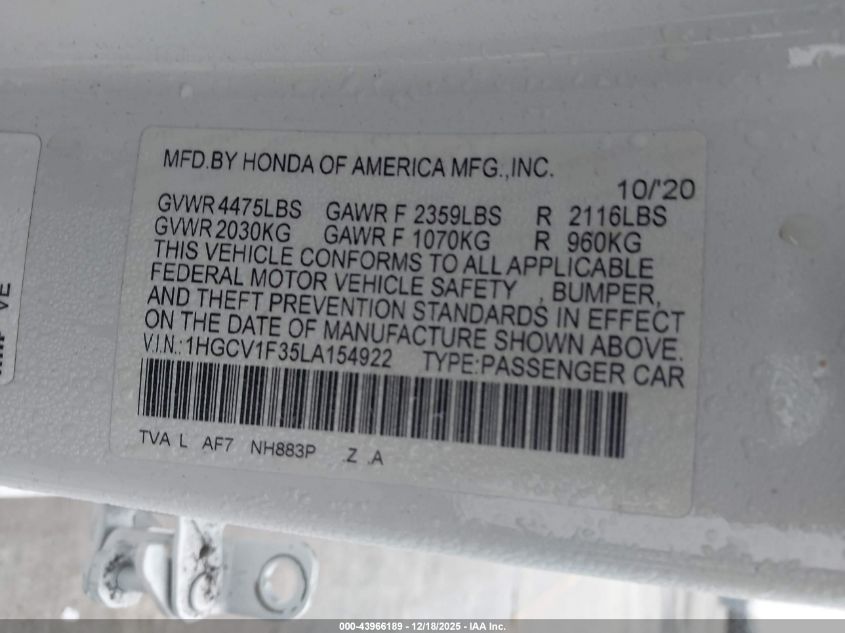 MFD.BY HONDA OF AMERICA MFG.,INC.
10/'20
GVWR 4475LBS GAWR F 2359LBS R 2116LBS
GVWR 2030KG GAWR F 1070KG R 960KG
THIS VEHICLE CONFORMS TO ALL APPLICABLE
FEDERAL MOTOR VEHICLE SAFETY , BUMPER,
AND THEFT PREVENTION STANDARDS IN EFFECT
ON THE DATE OF MANUFACTURE SHOWN ABOVE.
V.I.N.: 1HGCV1F35LA154922 TYPE:PASSENGER CAR
TVA L AF7 NH883P .Z .A
VE
000-43966189 - 12/18/2025 - IAA Inc.